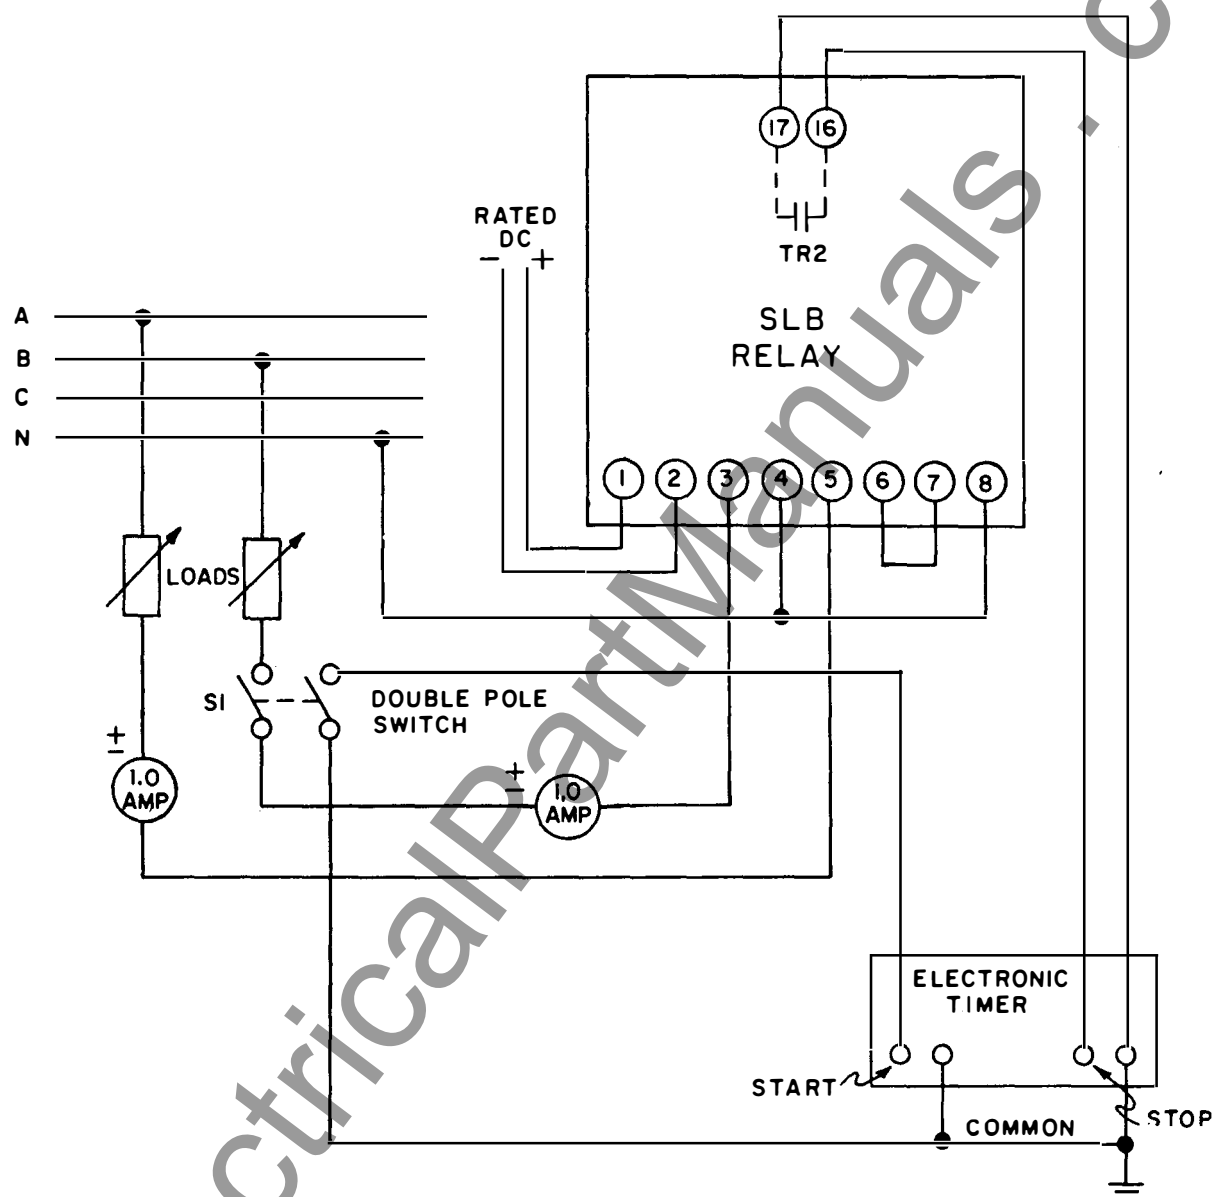 17 16
TR2
RATED
DC
- +
SLB
RELAY
A
B
C
N
1 2 3 4 5 6 7 8
LOADS
S1
DOUBLE POLE
SWITCH
+
-
1.0
AMP
+
-
1.0
AMP
ELECTRONIC
TIMER
START
COMMON
STOP
ctricalPartManuals . c